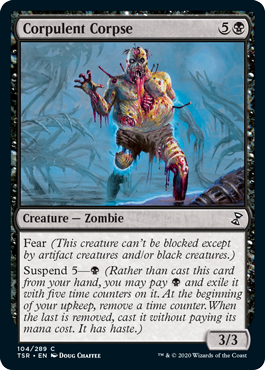 Corpulent Corpse 5
Creature — Zombie
Fear (This creature can't be blocked except
by artifact creatures and/or black creatures.)
Suspend 5— (Rather than cast this card
from your hand, you may pay and exile it
with five time counters on it. At the beginning
of your upkeep, remove a time counter. When
the last is removed, cast it without paying its
mana cost. It has haste.)
3/3
104/289 C
TSR • EN DOUG CHAFFEE
™ & © 2020 Wizards of the Coast